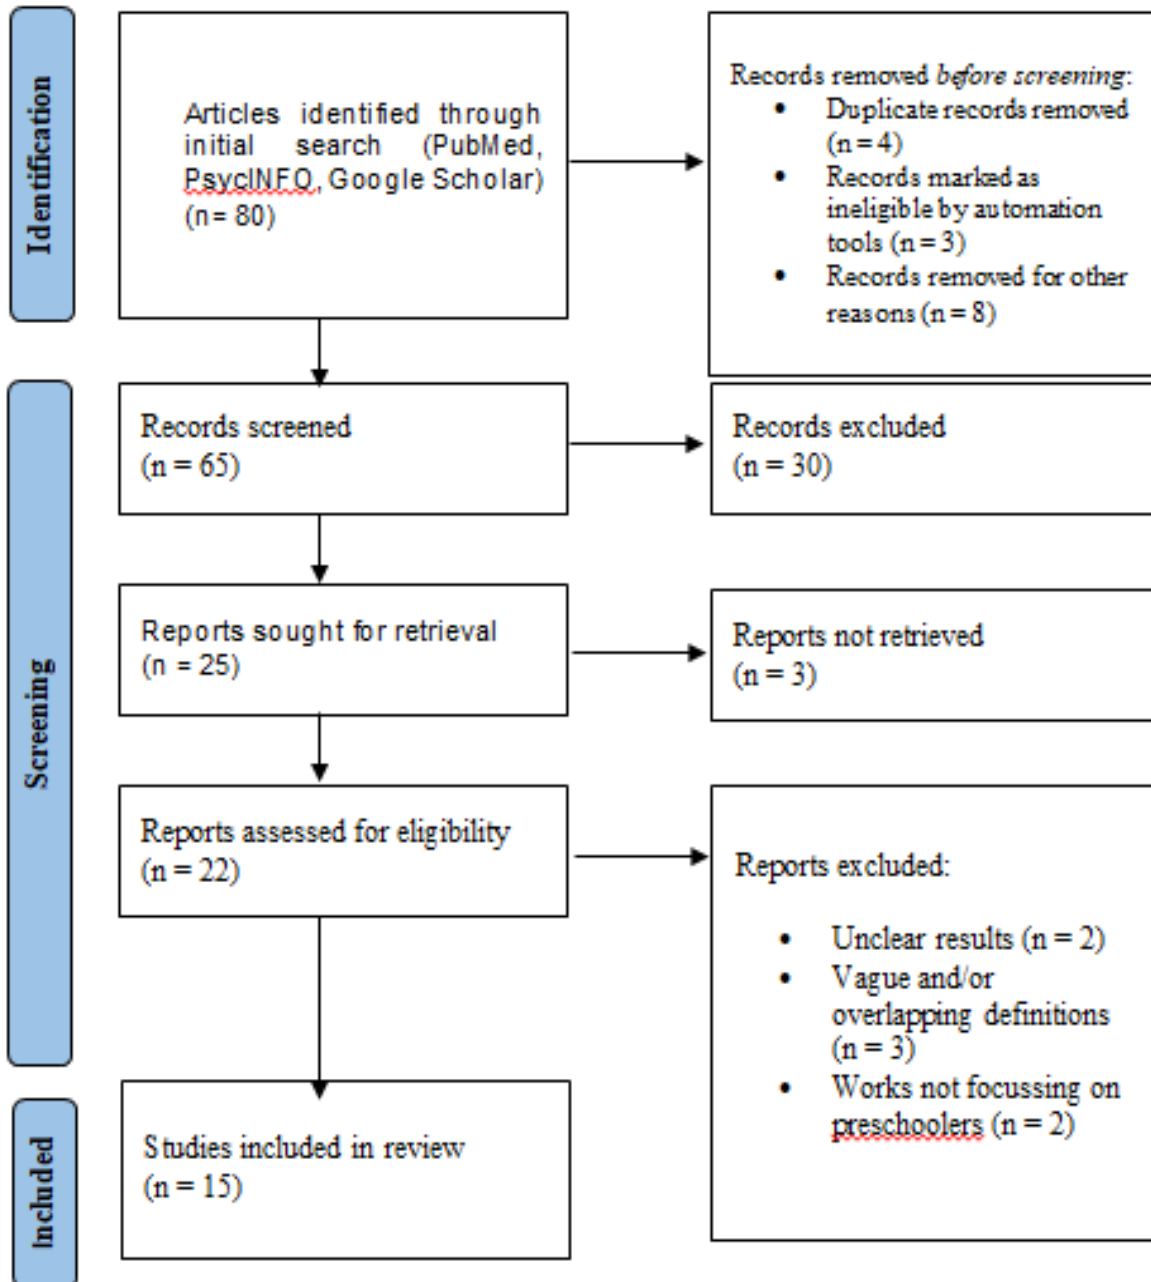 Identification
Articles identified through
initial search (PubMed,
PsycINFO, Google Scholar)
(n= 80)
Records removed before screening:
• Duplicate records removed
(n = 4)
• Records marked as
ineligible by automation
tools (n = 3)
• Records removed for other
reasons (n = 8)
Screening
Records screened
(n = 65)
Records excluded
(n = 30)
Reports sought for retrieval
(n = 25)
Reports not retrieved
(n = 3)
Reports assessed for eligibility
(n = 22)
Reports excluded:
• Unclear results (n = 2)
• Vague and/or
overlapping definitions
(n = 3)
• Works not focussing on
preschoolers (n = 2)
Included
Studies included in review
(n = 15)